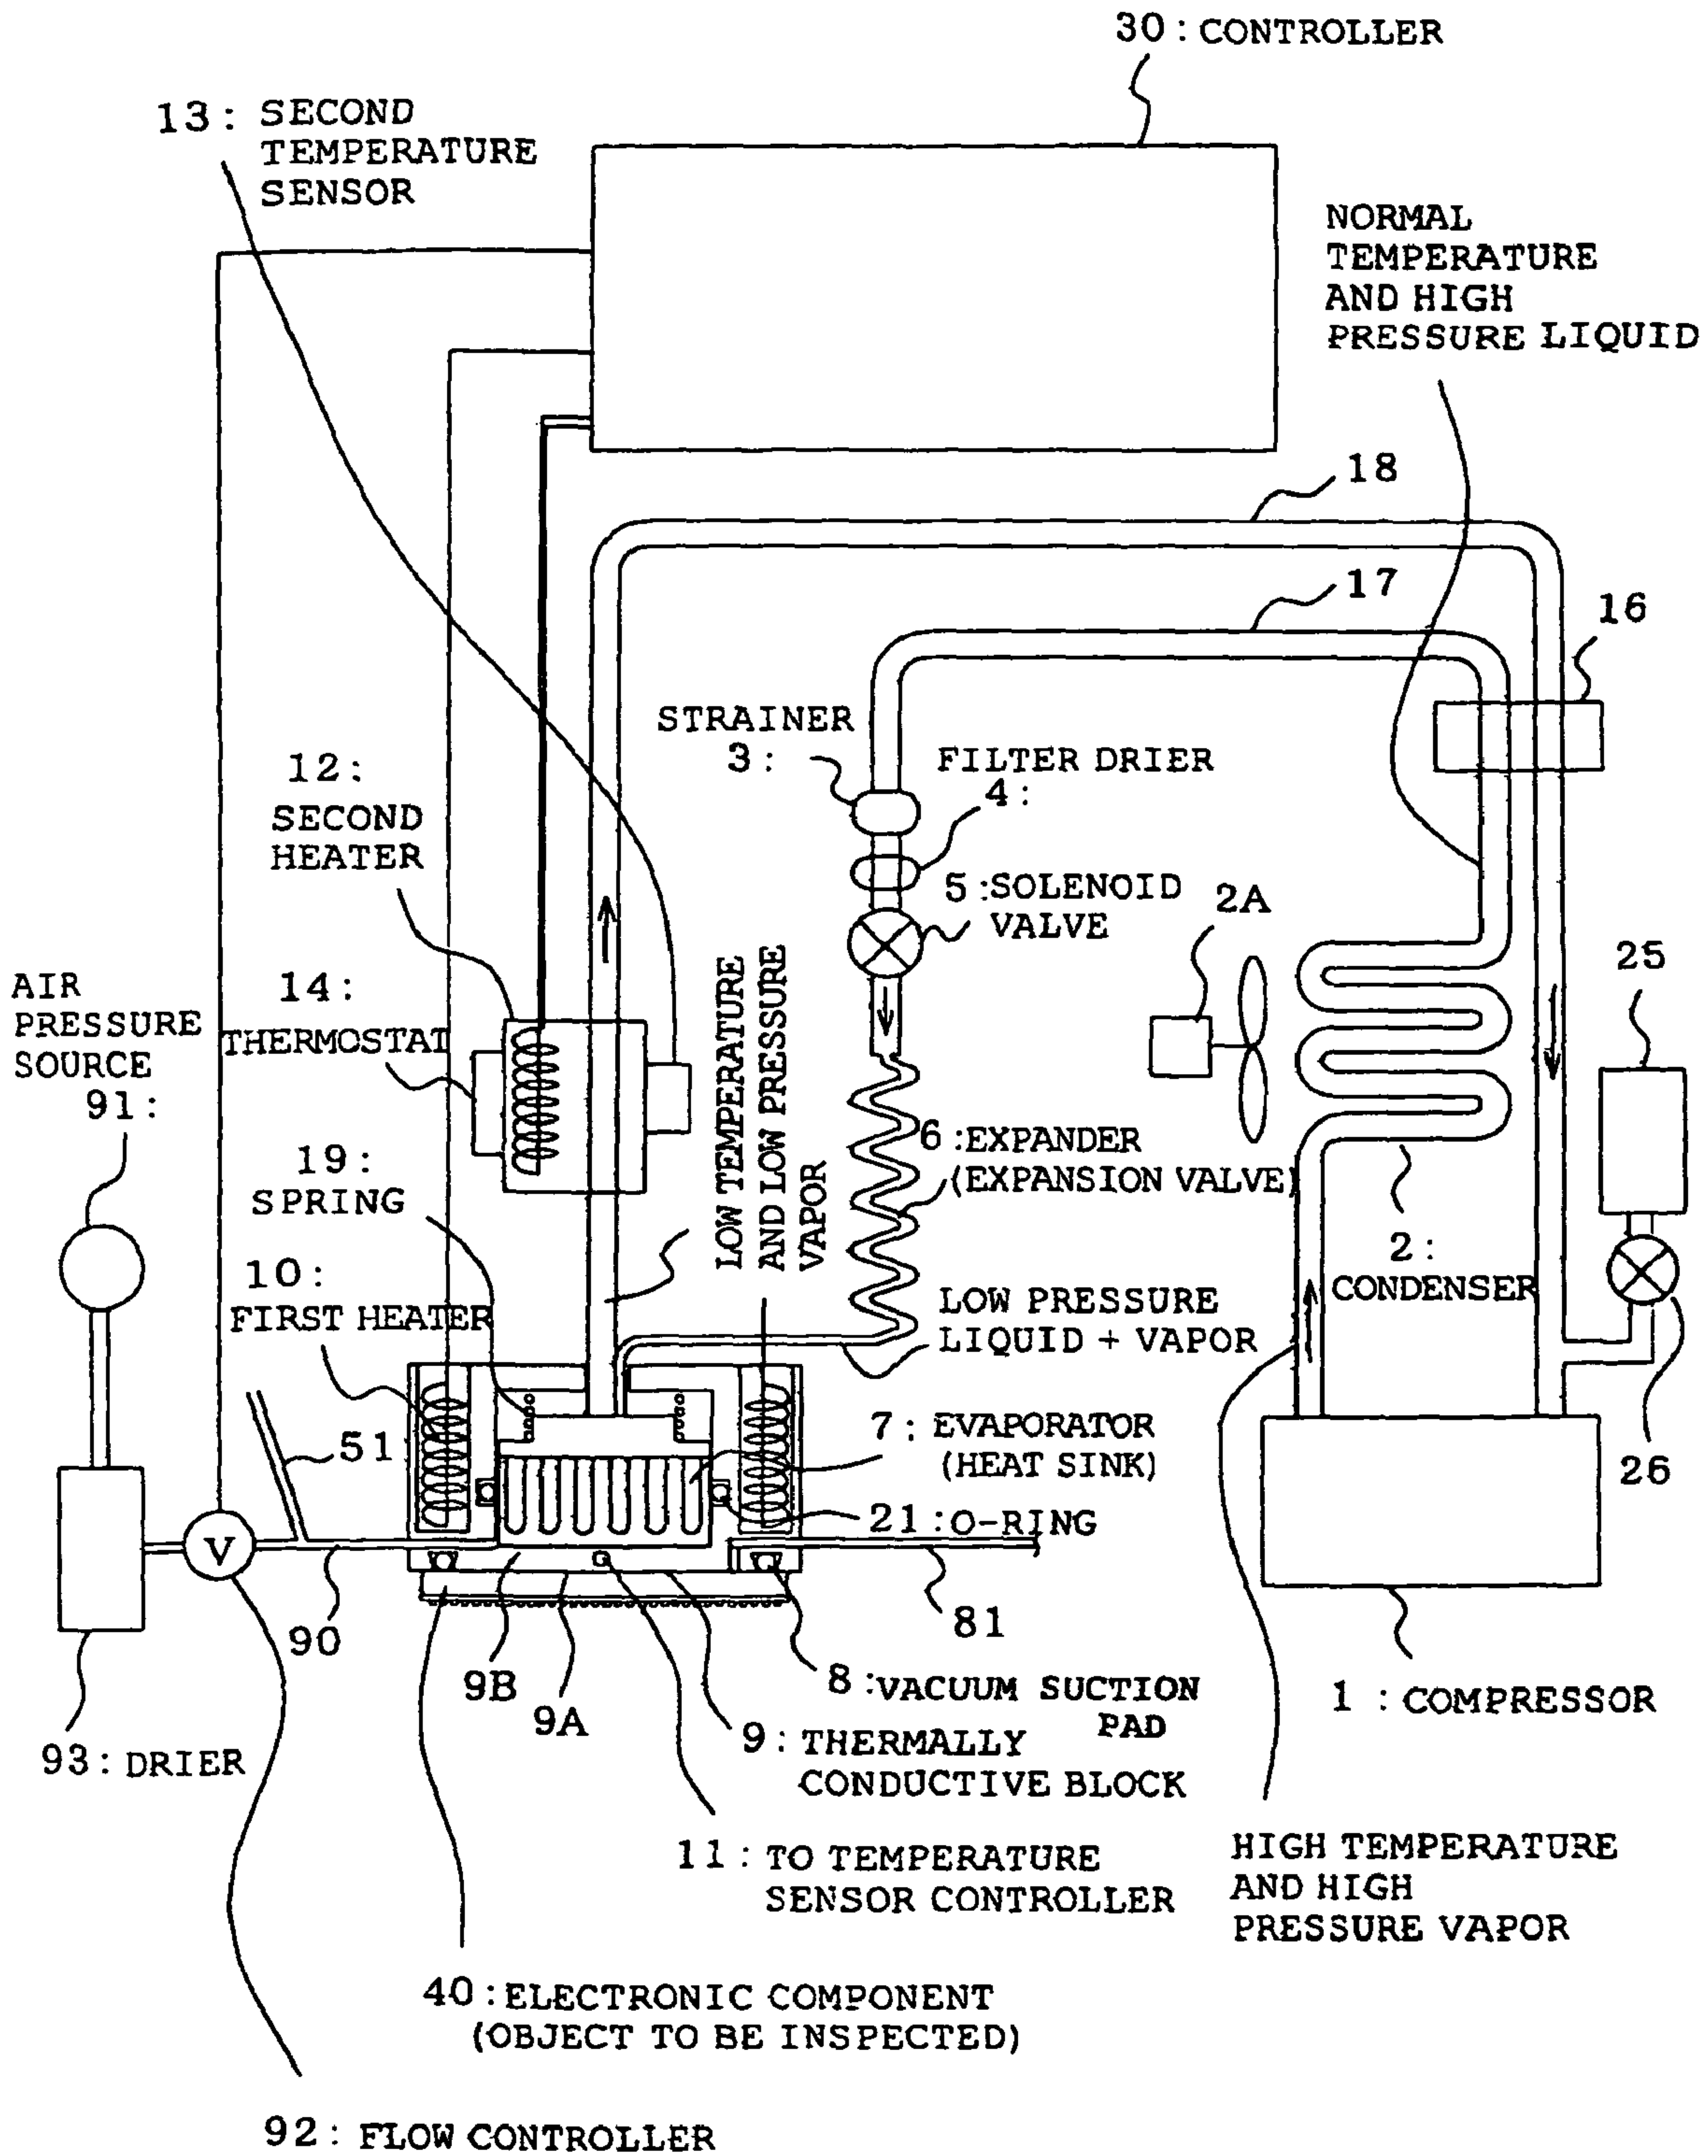 30: CONTROLLER
13: SECOND
TEMPERATURE
SENSOR
NORMAL
TEMPERATURE
AND HIGH
PRESSURE LIQUID
18
17
16
STRAINER
3:
FILTER DRIER
4:
12:
SECOND
HEATER
5: SOLENOID
VALVE
2A
25
14:
THERMOSTAT
AIR
PRESSURE
SOURCE
91:
LOW TEMPERATURE
AND LOW PRESSURE
VAPOR
6: EXPANDER
(EXPANSION VALVE)
19:
SPRING
2:
CONDENSER
10:
FIRST HEATER
LOW PRESSURE
LIQUID + VAPOR
51
7: EVAPORATOR
(HEAT SINK)
26
21: O-RING
V
90
81
9B
9A
8: VACUUM SUCTION
PAD
1: COMPRESSOR
93: DRIER
9: THERMALLY
CONDUCTIVE BLOCK
11: TO TEMPERATURE
SENSOR CONTROLLER
HIGH TEMPERATURE
AND HIGH
PRESSURE VAPOR
40: ELECTRONIC COMPONENT
(OBJECT TO BE INSPECTED)
92: FLOW CONTROLLER